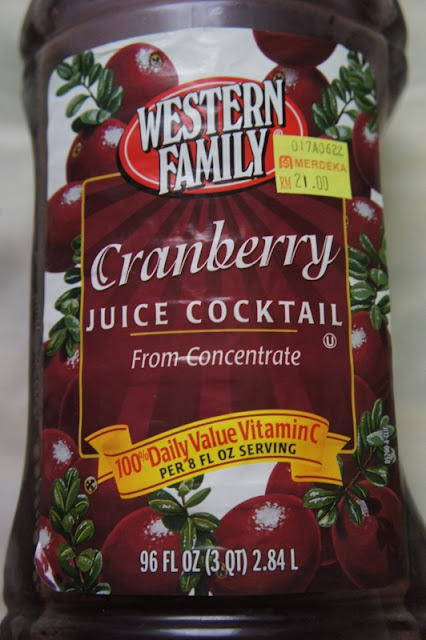 WESTERN
FAMILY
017A0622
MERDEKA
RM 21.00
Cranberry
JUICE COCKTAIL
From Concentrate
U
100% Daily Value Vitamin C
PER 8 FL OZ SERVING
96 FL OZ (3 QT) 2.84 L